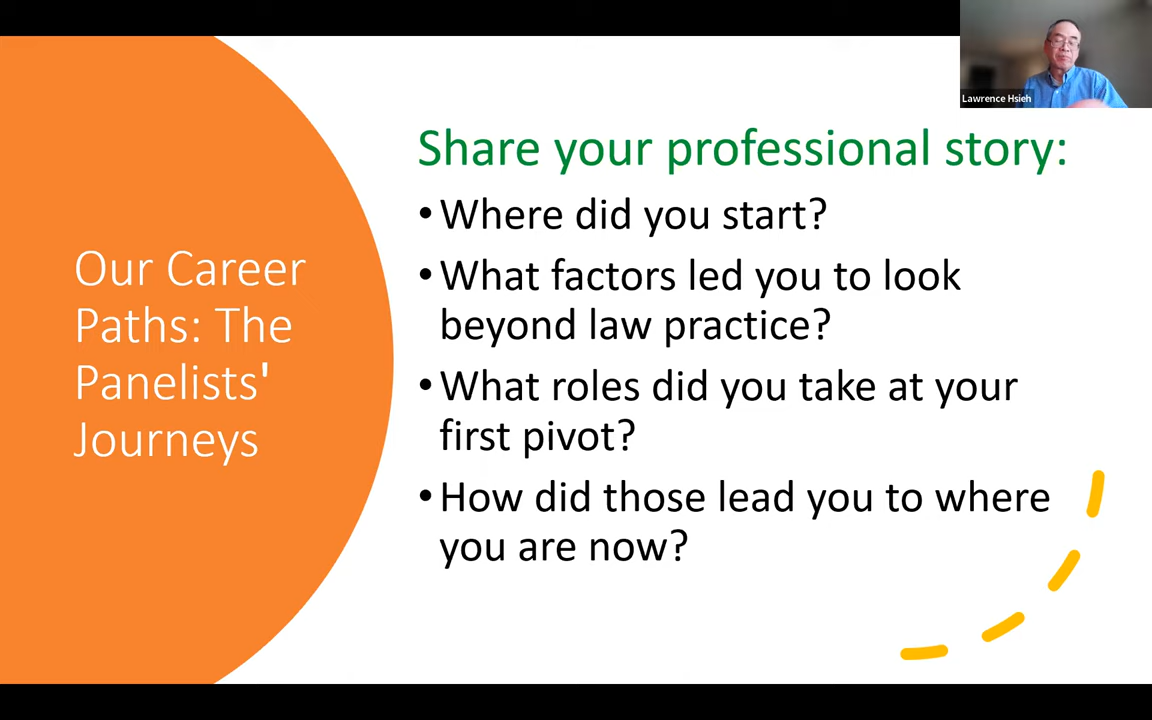 Lawrence Hsieh
Our Career
Paths: The
Panelists'
Journeys
Share your professional story:
•Where did you start?
•What factors led you to look
beyond law practice?
•What roles did you take at your
first pivot?
•How did those lead you to where
you are now?